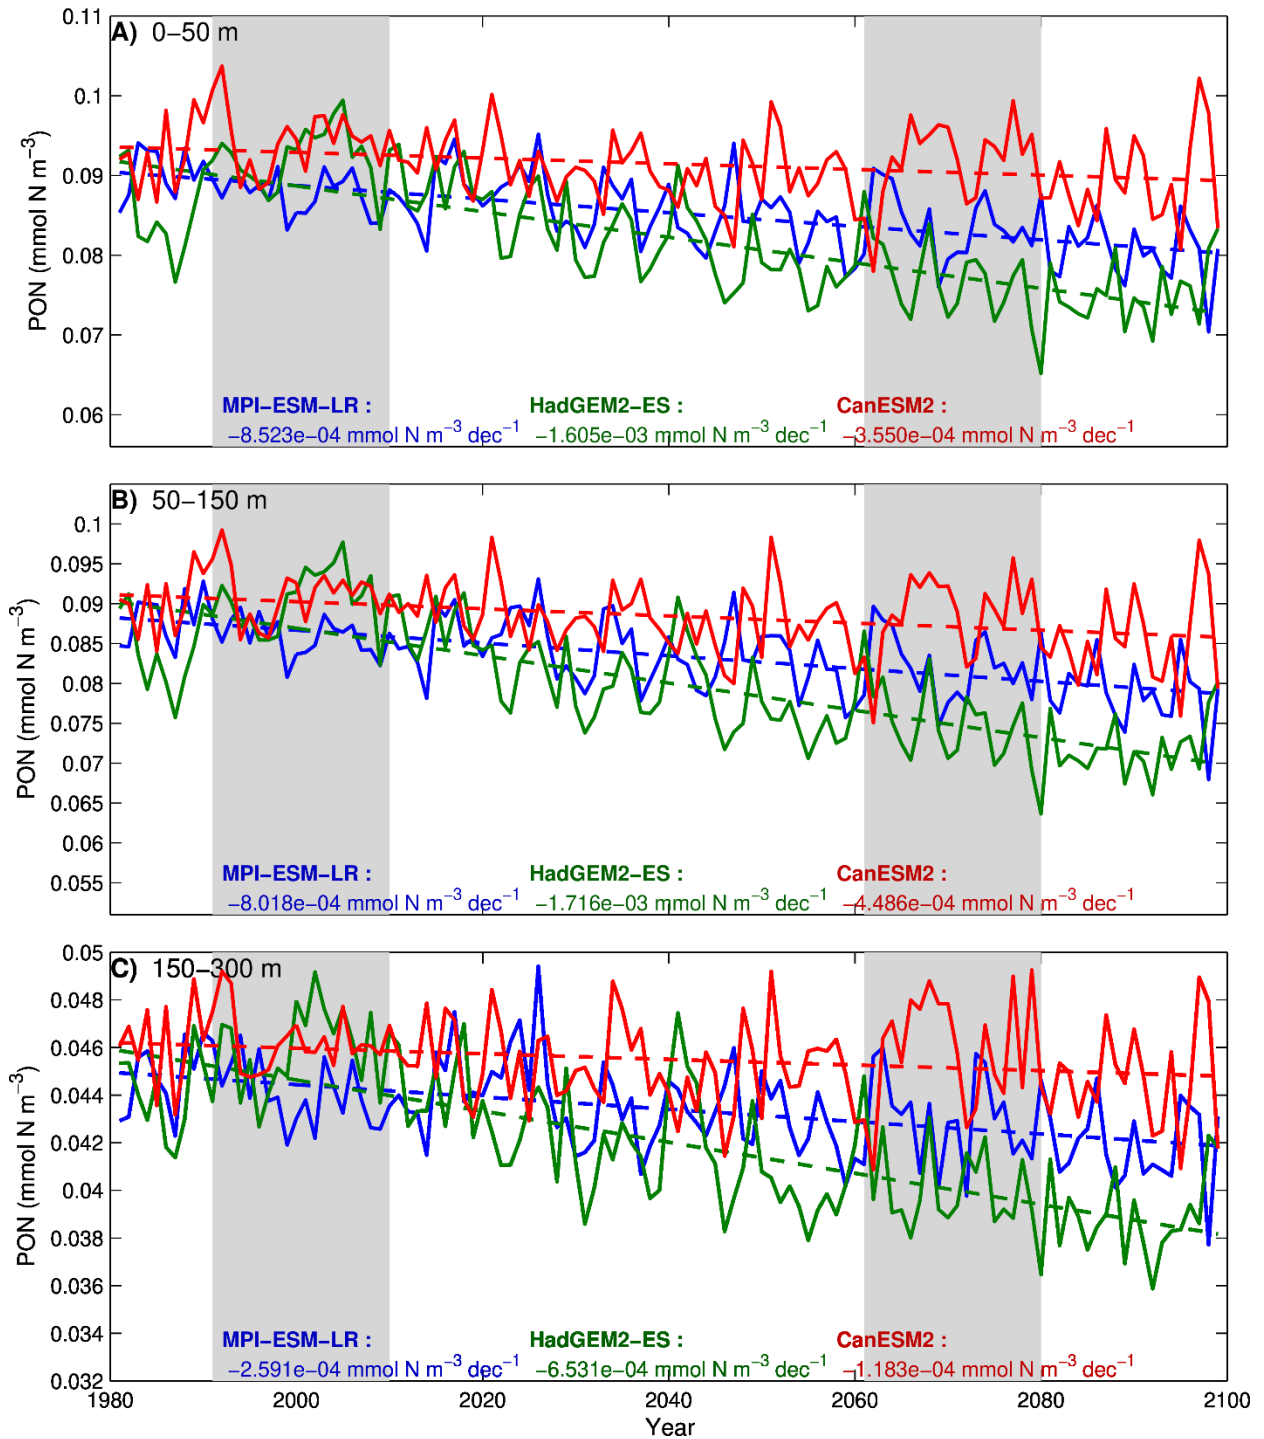 A) 0−50 m
0.11
0.1
0.09
0.08
0.07
0.06
PON (mmol N m⁻³)
MPI−ESM−LR : HadGEM2−ES : CanESM2 :
−8.523e−04 mmol N m⁻³ dec⁻¹ −1.605e−03 mmol N m⁻³ dec⁻¹ −3.550e−04 mmol N m⁻³ dec⁻¹
B) 50−150 m
0.1
0.095
0.09
0.085
0.08
0.075
0.07
0.065
0.06
0.055
PON (mmol N m⁻³)
MPI−ESM−LR : HadGEM2−ES : CanESM2 :
−8.018e−04 mmol N m⁻³ dec⁻¹ −1.716e−03 mmol N m⁻³ dec⁻¹ −4.486e−04 mmol N m⁻³ dec⁻¹
C) 150−300 m
0.05
0.048
0.046
0.044
0.042
0.04
0.038
0.036
0.034
0.032
PON (mmol N m⁻³)
MPI−ESM−LR : HadGEM2−ES : CanESM2 :
−2.591e−04 mmol N m⁻³ dec⁻¹ −6.531e−04 mmol N m⁻³ dec⁻¹ −1.183e−04 mmol N m⁻³ dec⁻¹
1980 2000 2020 2040 2060 2080 2100
Year